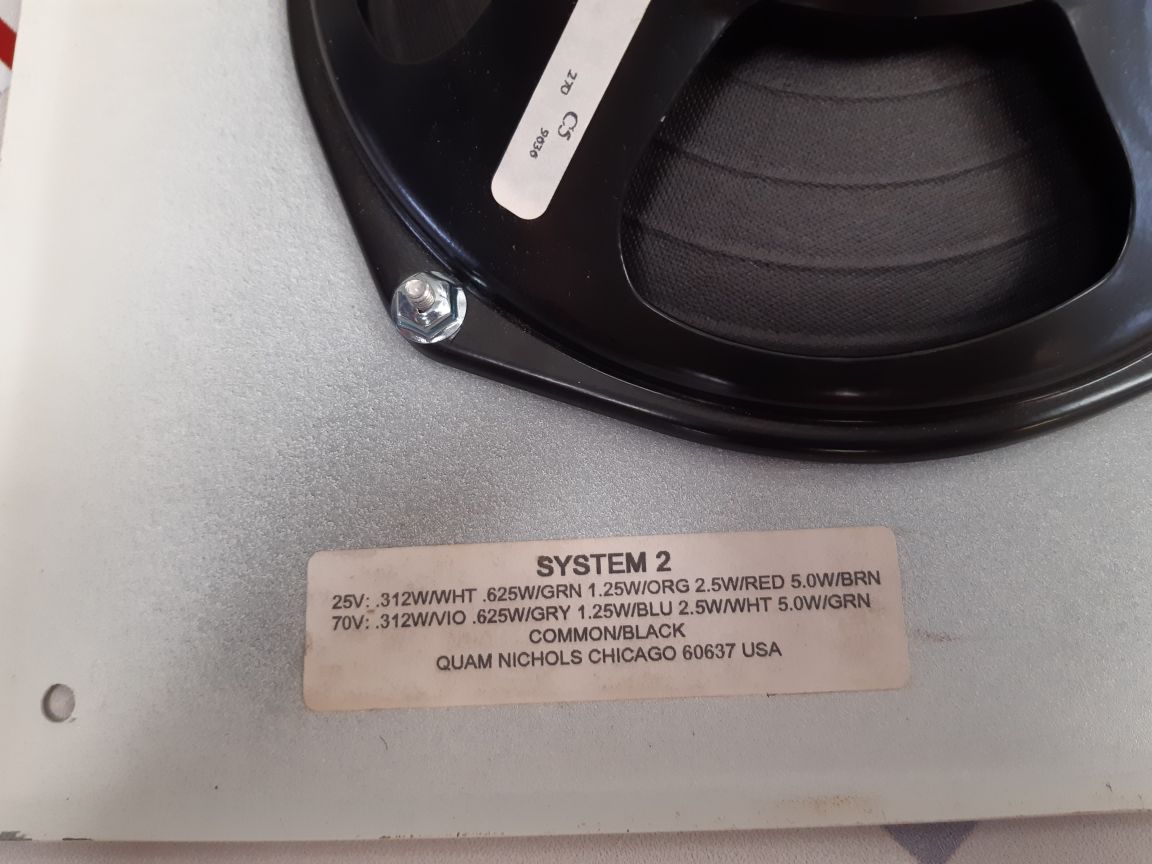 270 C5 9636
SYSTEM 2
25V: .312W/WHT .625W/GRN 1.25W/ORG 2.5W/RED 5.0W/BRN
70V: .312W/VIO .625W/GRY 1.25W/BLU 2.5W/WHT 5.0W/GRN
COMMON/BLACK
QUAM NICHOLS CHICAGO 60637 USA